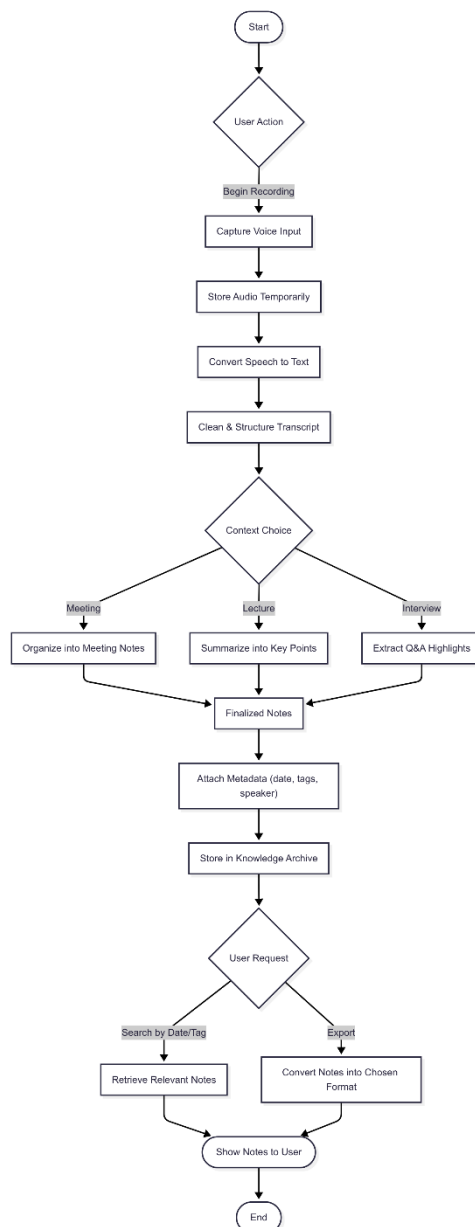 Start
User Action
Begin Recording
Capture Voice Input
Store Audio Temporarily
Convert Speech to Text
Clean & Structure Transcript
Context Choice
Meeting
Lecture
Interview
Organize into Meeting Notes
Summarize into Key Points
Extract Q&A Highlights
Finalized Notes
Attach Metadata (date, tags,
speaker)
Store in Knowledge Archive
User Request
Search by Date/Tag
Export
Retrieve Relevant Notes
Convert Notes into Chosen
Format
Show Notes to User
End